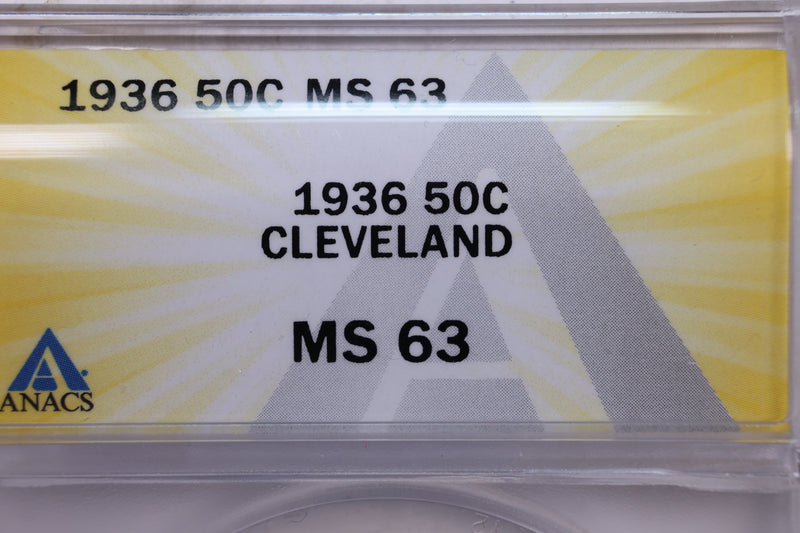 1936 50C MS 63
1936 50C
CLEVELAND
MS 63
ANACS